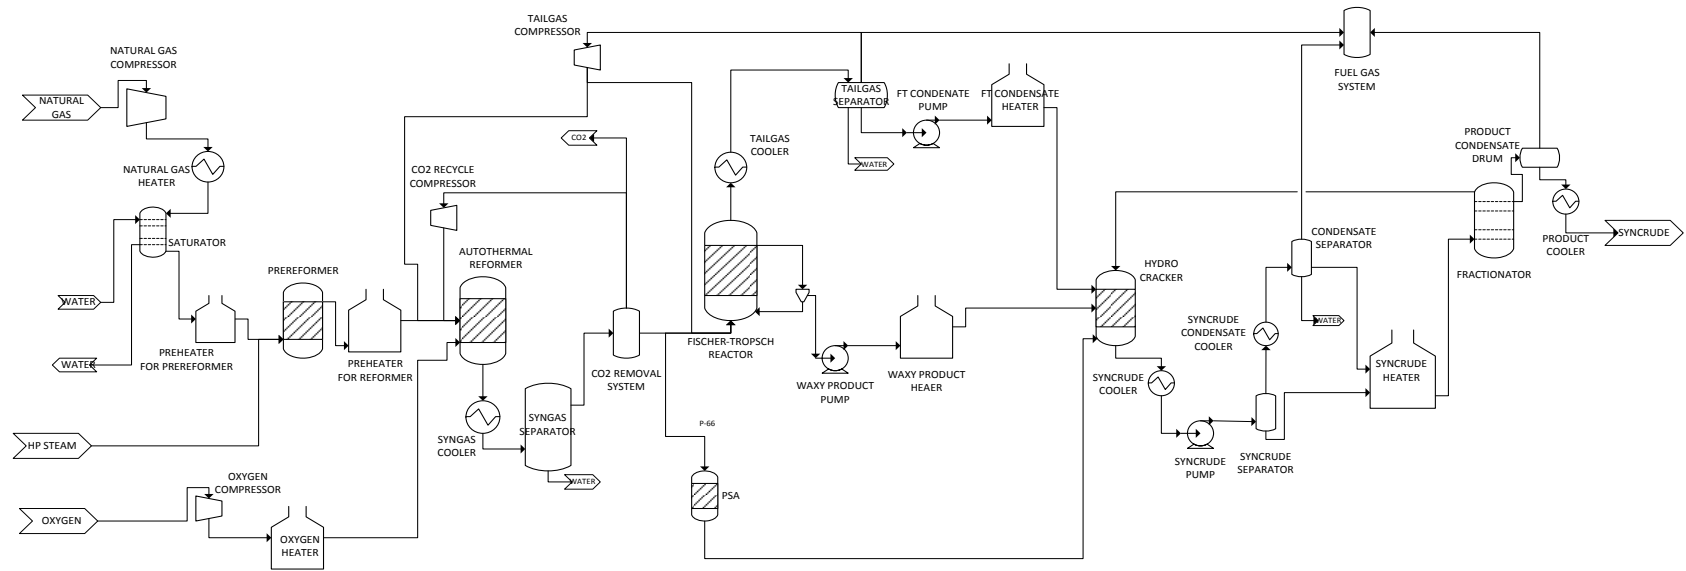 TAILGAS
COMPRESSOR
NATURAL GAS
COMPRESSOR
NATURAL
GAS
FUEL GAS
SYSTEM
TAILGAS
SEPARATOR
FT CONDENATE
PUMP
FT CONDENSATE
HEATER
CO2
TAILGAS
COOLER
WATER
PRODUCT
CONDENSATE
DRUM
NATURAL GAS
HEATER
CO2 RECYCLE
COMPRESSOR
SATURATOR
AUTOTHERMAL
REFORMER
PREREFORMER
HYDRO
CRACKER
CONDENSATE
SEPARATOR
PRODUCT
COOLER
SYNCRUDE
FRACTIONATOR
WATER
WATER
PREHEATER
FOR PREREFORMER
PREHEATER
FOR REFORMER
CO2 REMOVAL
SYSTEM
FISCHER-TROPSCH
REACTOR
WAXY PRODUCT
PUMP
WAXY PRODUCT
HEAER
SYNCRUDE
CONDENSATE
COOLER
WATER
SYNCRUDE
HEATER
SYNCRUDE
COOLER
SYNGAS
SEPARATOR
SYNGAS
COOLER
WATER
P-66
HP STEAM
SYNCRUDE
PUMP
SYNCRUDE
SEPARATOR
OXYGEN
COMPRESSOR
PSA
OXYGEN
OXYGEN
HEATER